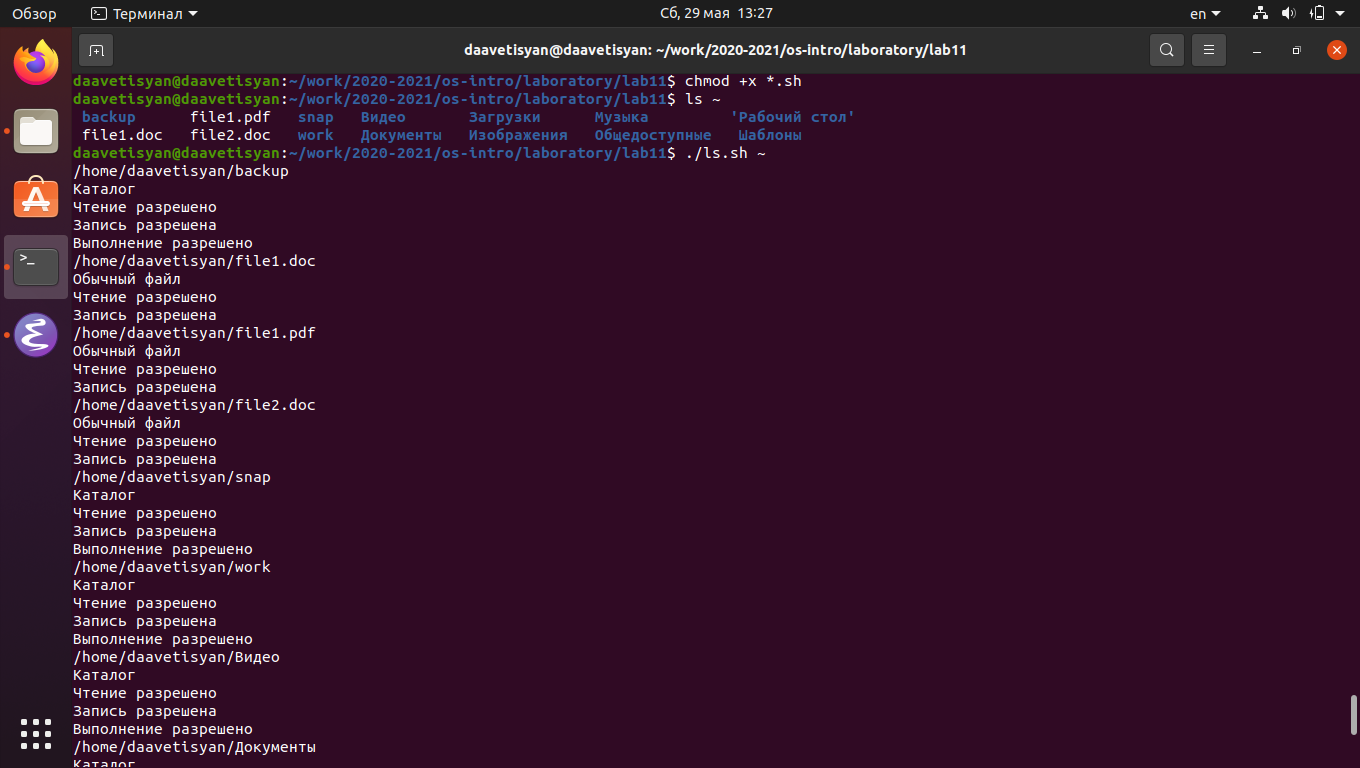 Обзор Терминал Сб, 29 мая 13:27 en
daavetisyan@daavetisyan: ~/work/2020-2021/os-intro/laboratory/lab11
daavetisyan@daavetisyan:~/work/2020-2021/os-intro/laboratory/lab11$ chmod +x *.sh
daavetisyan@daavetisyan:~/work/2020-2021/os-intro/laboratory/lab11$ ls ~
backup file1.pdf snap Видео Загрузки Музыка 'Рабочий стол'
file1.doc file2.doc work Документы Изображения Общедоступные Шаблоны
daavetisyan@daavetisyan:~/work/2020-2021/os-intro/laboratory/lab11$ ./ls.sh ~
/home/daavetisyan/backup
Каталог
Чтение разрешено
Запись разрешена
Выполнение разрешено
/home/daavetisyan/file1.doc
Обычный файл
Чтение разрешено
Запись разрешена
/home/daavetisyan/file1.pdf
Обычный файл
Чтение разрешено
Запись разрешена
/home/daavetisyan/file2.doc
Обычный файл
Чтение разрешено
Запись разрешена
/home/daavetisyan/snap
Каталог
Чтение разрешено
Запись разрешена
Выполнение разрешено
/home/daavetisyan/work
Каталог
Чтение разрешено
Запись разрешена
Выполнение разрешено
/home/daavetisyan/Видео
Каталог
Чтение разрешено
Запись разрешена
Выполнение разрешено
/home/daavetisyan/Документы
Каталог